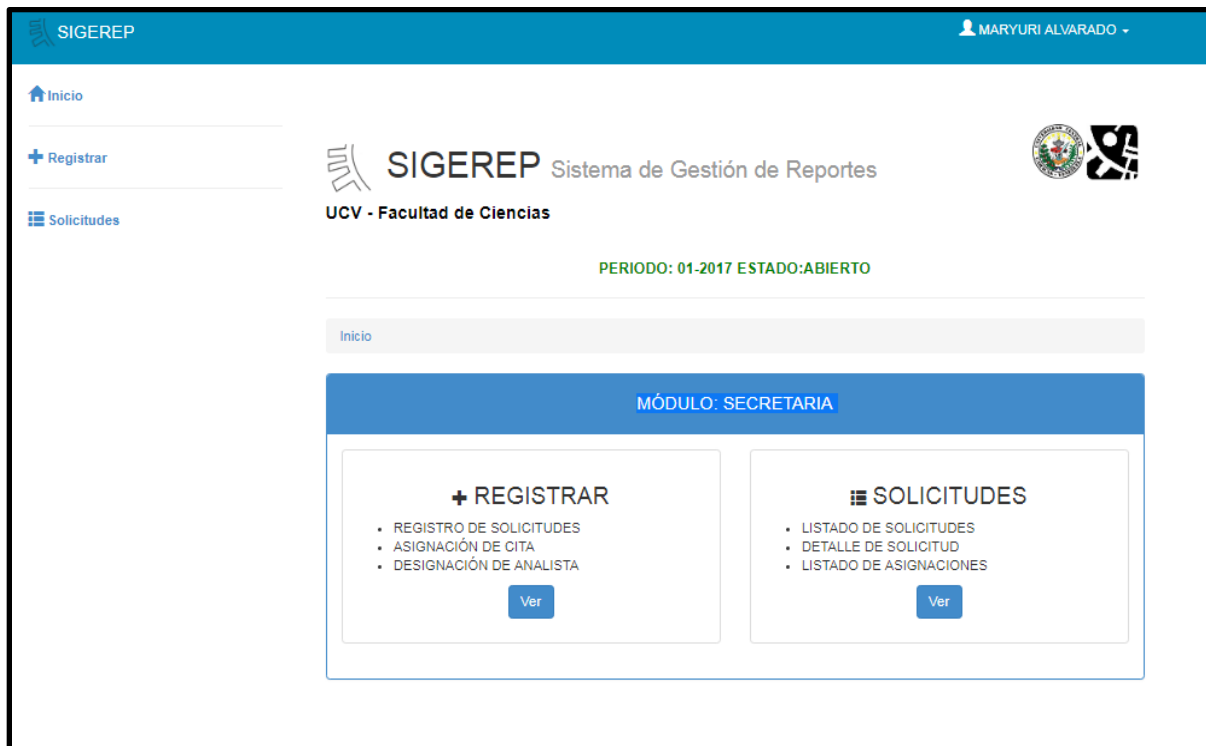 SIGEREP
MARYURI ALVARADO
Inicio
Registrar
Solicitudes
SIGEREP Sistema de Gestión de Reportes
UCV - Facultad de Ciencias
PERIODO: 01-2017 ESTADO:ABIERTO
Inicio
MÓDULO: SECRETARIA
REGISTRAR
REGISTRO DE SOLICITUDES
ASIGNACIÓN DE CITA
DESIGNACIÓN DE ANALISTA
Ver
SOLICITUDES
LISTADO DE SOLICITUDES
DETALLE DE SOLICITUD
LISTADO DE ASIGNACIONES
Ver